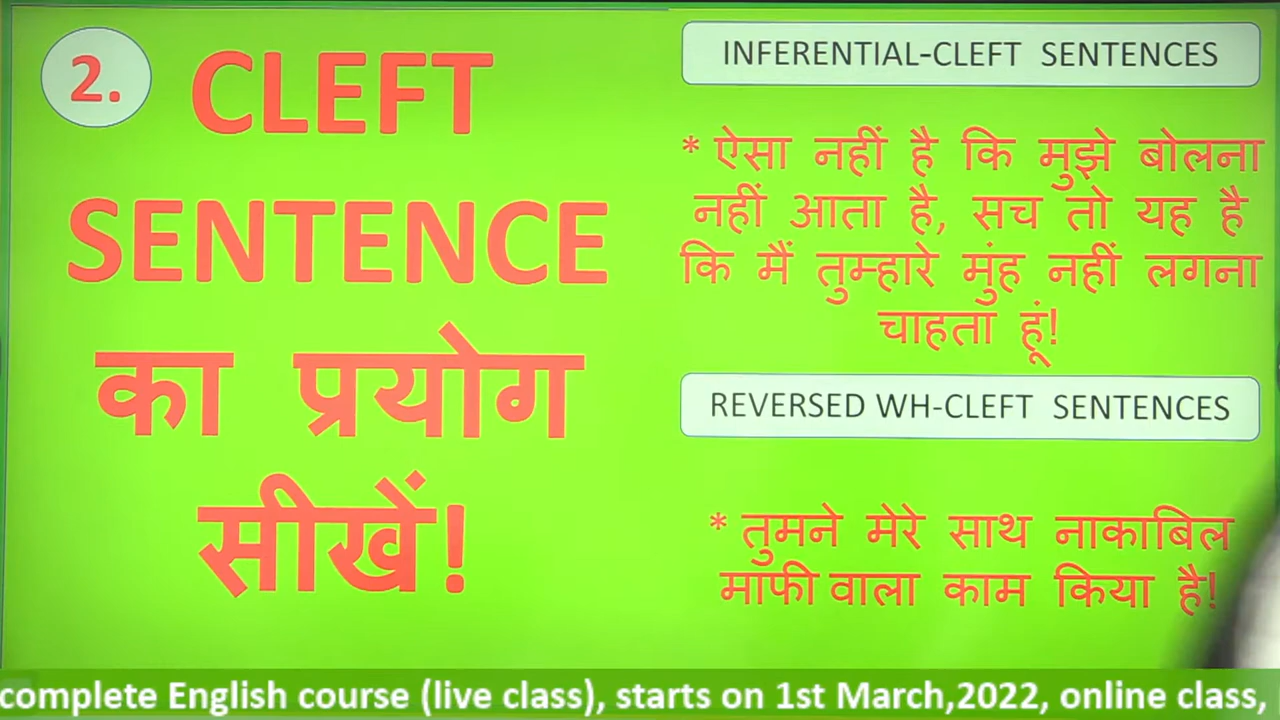 2. CLEFT
SENTENCE
का प्रयोग
सीखें!
INFERENTIAL-CLEFT SENTENCES
* ऐसा नहीं है कि मुझे बोलना
नहीं आता है, सच तो यह है
कि मैं तुम्हारे मुंह नहीं लगना
चाहता हूं!
REVERSED WH-CLEFT SENTENCES
* तुमने मेरे साथ नाकाबिल
माफी वाला काम किया है!
complete English course (live class), starts on 1st March,2022, online class,